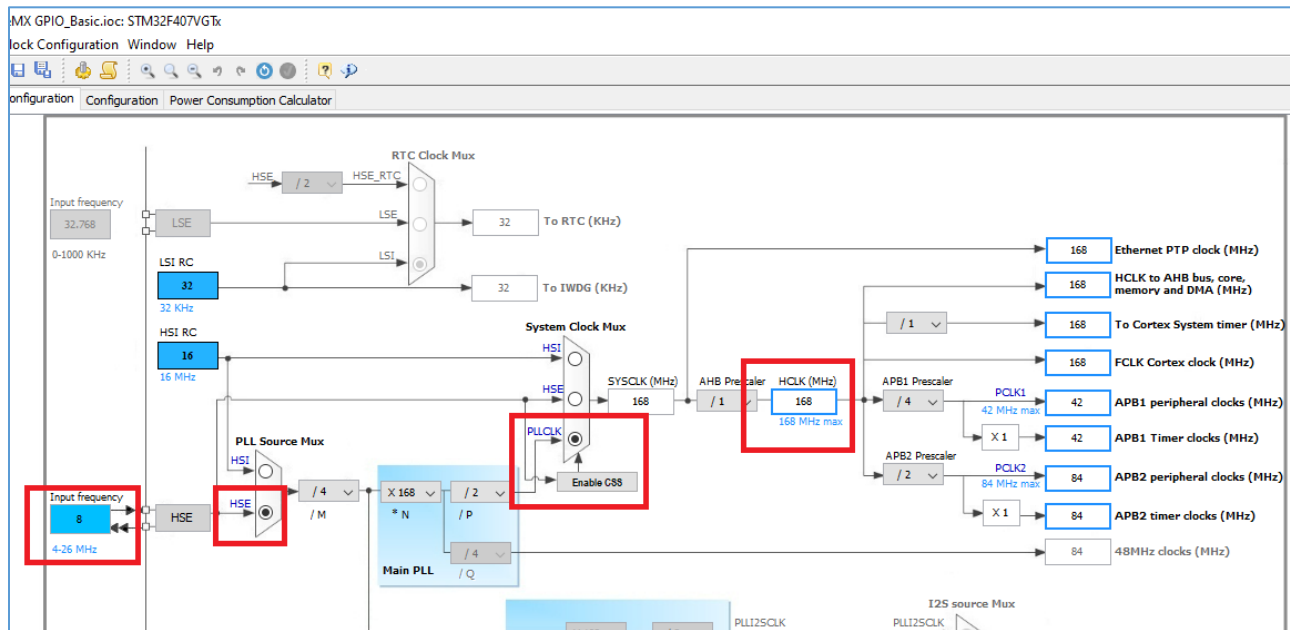 eMX GPIO_Basic.ioc: STM32F407VGTx
lock Configuration Window Help
onfiguration Configuration Power Consumption Calculator
RTC Clock Mux
HSE / 2 HSE_RTC
Input frequency
32.768
0-1000 KHz
LSE
LSE
32 To RTC (KHz)
LSI
LSI RC
32
32 KHz
32 To IWDG (KHz)
HSI RC
16
16 MHz
System Clock Mux
HSI
HSE
PLLCLK
Enable CSS
SYSCLK (MHz)
168
AHB Prescaler
/ 1
HCLK (MHz)
168
168 MHz max
168 Ethernet PTP clock (MHz)
168 HCLK to AHB bus, core,
memory and DMA (MHz)
/ 1
168 To Cortex System timer (MHz)
168 FCLK Cortex clock (MHz)
APB1 Prescaler
/ 4
PCLK1
42 MHz max
42 APB1 peripheral clocks (MHz)
X 1
42 APB1 Timer clocks (MHz)
APB2 Prescaler
/ 2
PCLK2
84 MHz max
84 APB2 peripheral clocks (MHz)
X 1
84 APB2 timer clocks (MHz)
84 48MHz clocks (MHz)
PLL Source Mux
HSI
HSE
Input frequency
8
4-26 MHz
HSE
/ 4
/ M
X 168
* N
/ 2
/ P
/ 4
/ Q
Main PLL
I2S source Mux
PLLI2SCLK
PLLI2SCLK